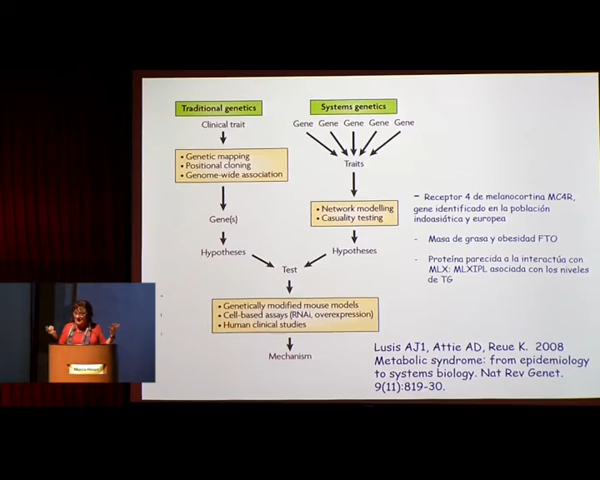 Traditional genetics
Systems genetics
Clinical trait
Gene Gene Gene Gene Gene
• Genetic mapping
• Positional cloning
• Genome-wide association
Traits
• Network modelling
• Casuality testing
Gene(s)
Hypotheses
Hypotheses
Test
• Genetically modified mouse models
• Cell-based assays (RNAi, overexpression)
• Human clinical studies
Mechanism
- Receptor 4 de melanocortina MC4R,
gene identificado en la población
indoasiática y europea
- Masa de grasa y obesidad FTO
- Proteína parecida a la interactúa con
MLX: MLXIPL asociada con los niveles
de TG
Lusis AJ1, Attie AD, Reue K. 2008
Metabolic syndrome: from epidemiology
to systems biology. Nat Rev Genet.
9(11):819-30.